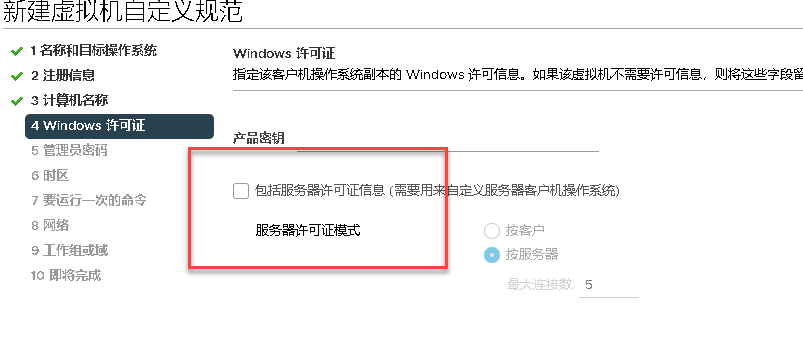 新建虚拟机自定义规范
1 名称和目标操作系统
2 注册信息
3 计算机名称
4 Windows 许可证
5 管理员密码
6 时区
7 要运行一次的命令
8 网络
9 工作组或域
10 即将完成
Windows 许可证
指定该客户机操作系统副本的 Windows 许可信息。如果该虚拟机不需要许可信息，则将这些字段留
产品密钥
包括服务器许可证信息 (需要用来自定义服务器客户机操作系统)
服务器许可证模式
按客户
按服务器
最大连接数: 5